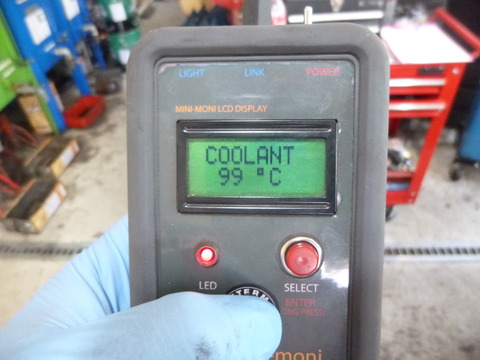 LIGHT LINK POWER
MINI-MONI LCD DISPLAY
COOLANT
99 °C
LED SELECT
ENTER
moni